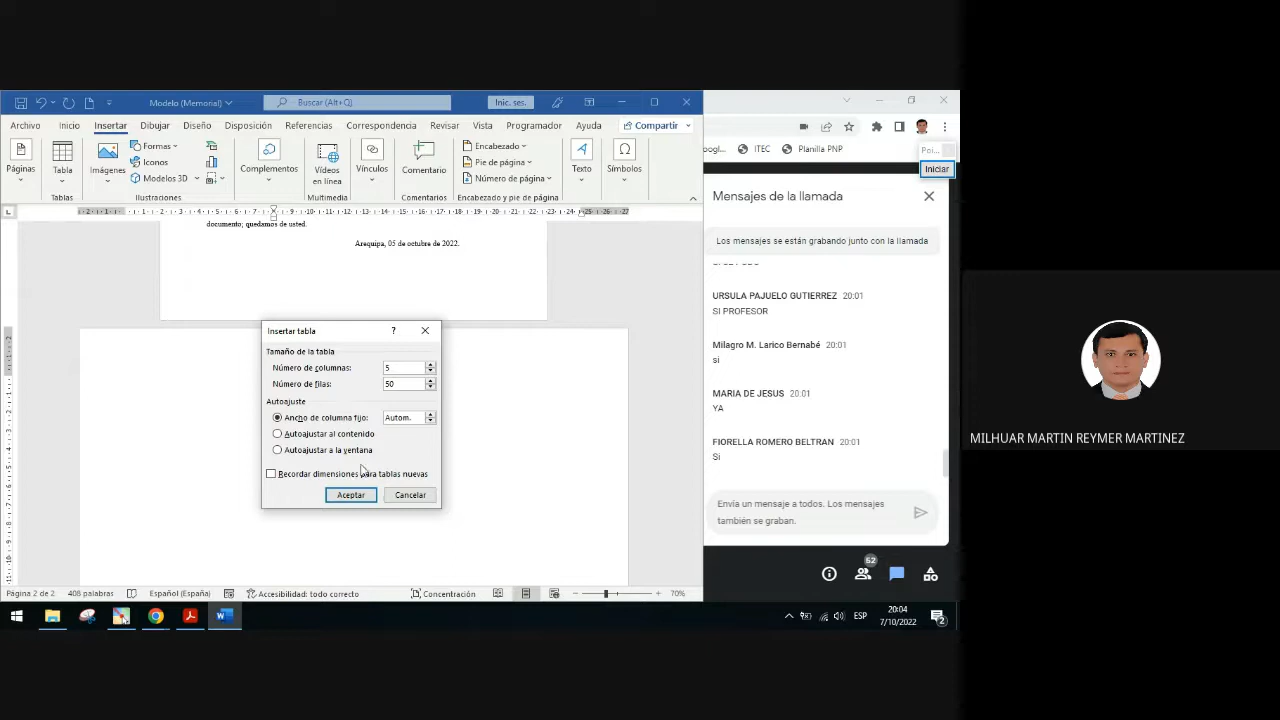 Modelo (Memorial)
Buscar (Alt+Q)
Inic. ses.
Archivo
Inicio
Insertar
Dibujar
Diseño
Disposición
Referencias
Correspondencia
Revisar
Vista
Programador
Ayuda
Compartir
Páginas
Tabla
Tablas
Imágenes
Formas
Iconos
Modelos 3D
Ilustraciones
Complementos
Vídeos
en línea
Multimedia
Vínculos
Comentario
Comentarios
Encabezado
Pie de página
Número de página
Encabezado y pie de página
Texto
Símbolos
documento; quedamos de usted.
Arequipa, 05 de octubre de 2022.
Insertar tabla
?
Tamaño de la tabla
Número de columnas:
5
Número de filas:
50
Autoajuste
Ancho de columna fijo:
Autom.
Autoajustar al contenido
Autoajustar a la ventana
Recordar dimensiones para tablas nuevas
Aceptar
Cancelar
Página 2 de 2
408 palabras
Español (España)
Accesibilidad: todo correcto
Concentración
70%
ITEC
Planilla PNP
Poi...
Iniciar
Mensajes de la llamada
Los mensajes se están grabando junto con la llamada
URSULA PAJUELO GUTIERREZ 20:01
SI PROFESOR
Milagro M. Larico Bernabé 20:01
si
MARIA DE JESUS 20:01
YA
FIORELLA ROMERO BELTRAN 20:01
Si
Envía un mensaje a todos. Los mensajes
también se graban.
52
ESP
20:04
7/10/2022
2
MILHUAR MARTIN REYMER MARTINEZ